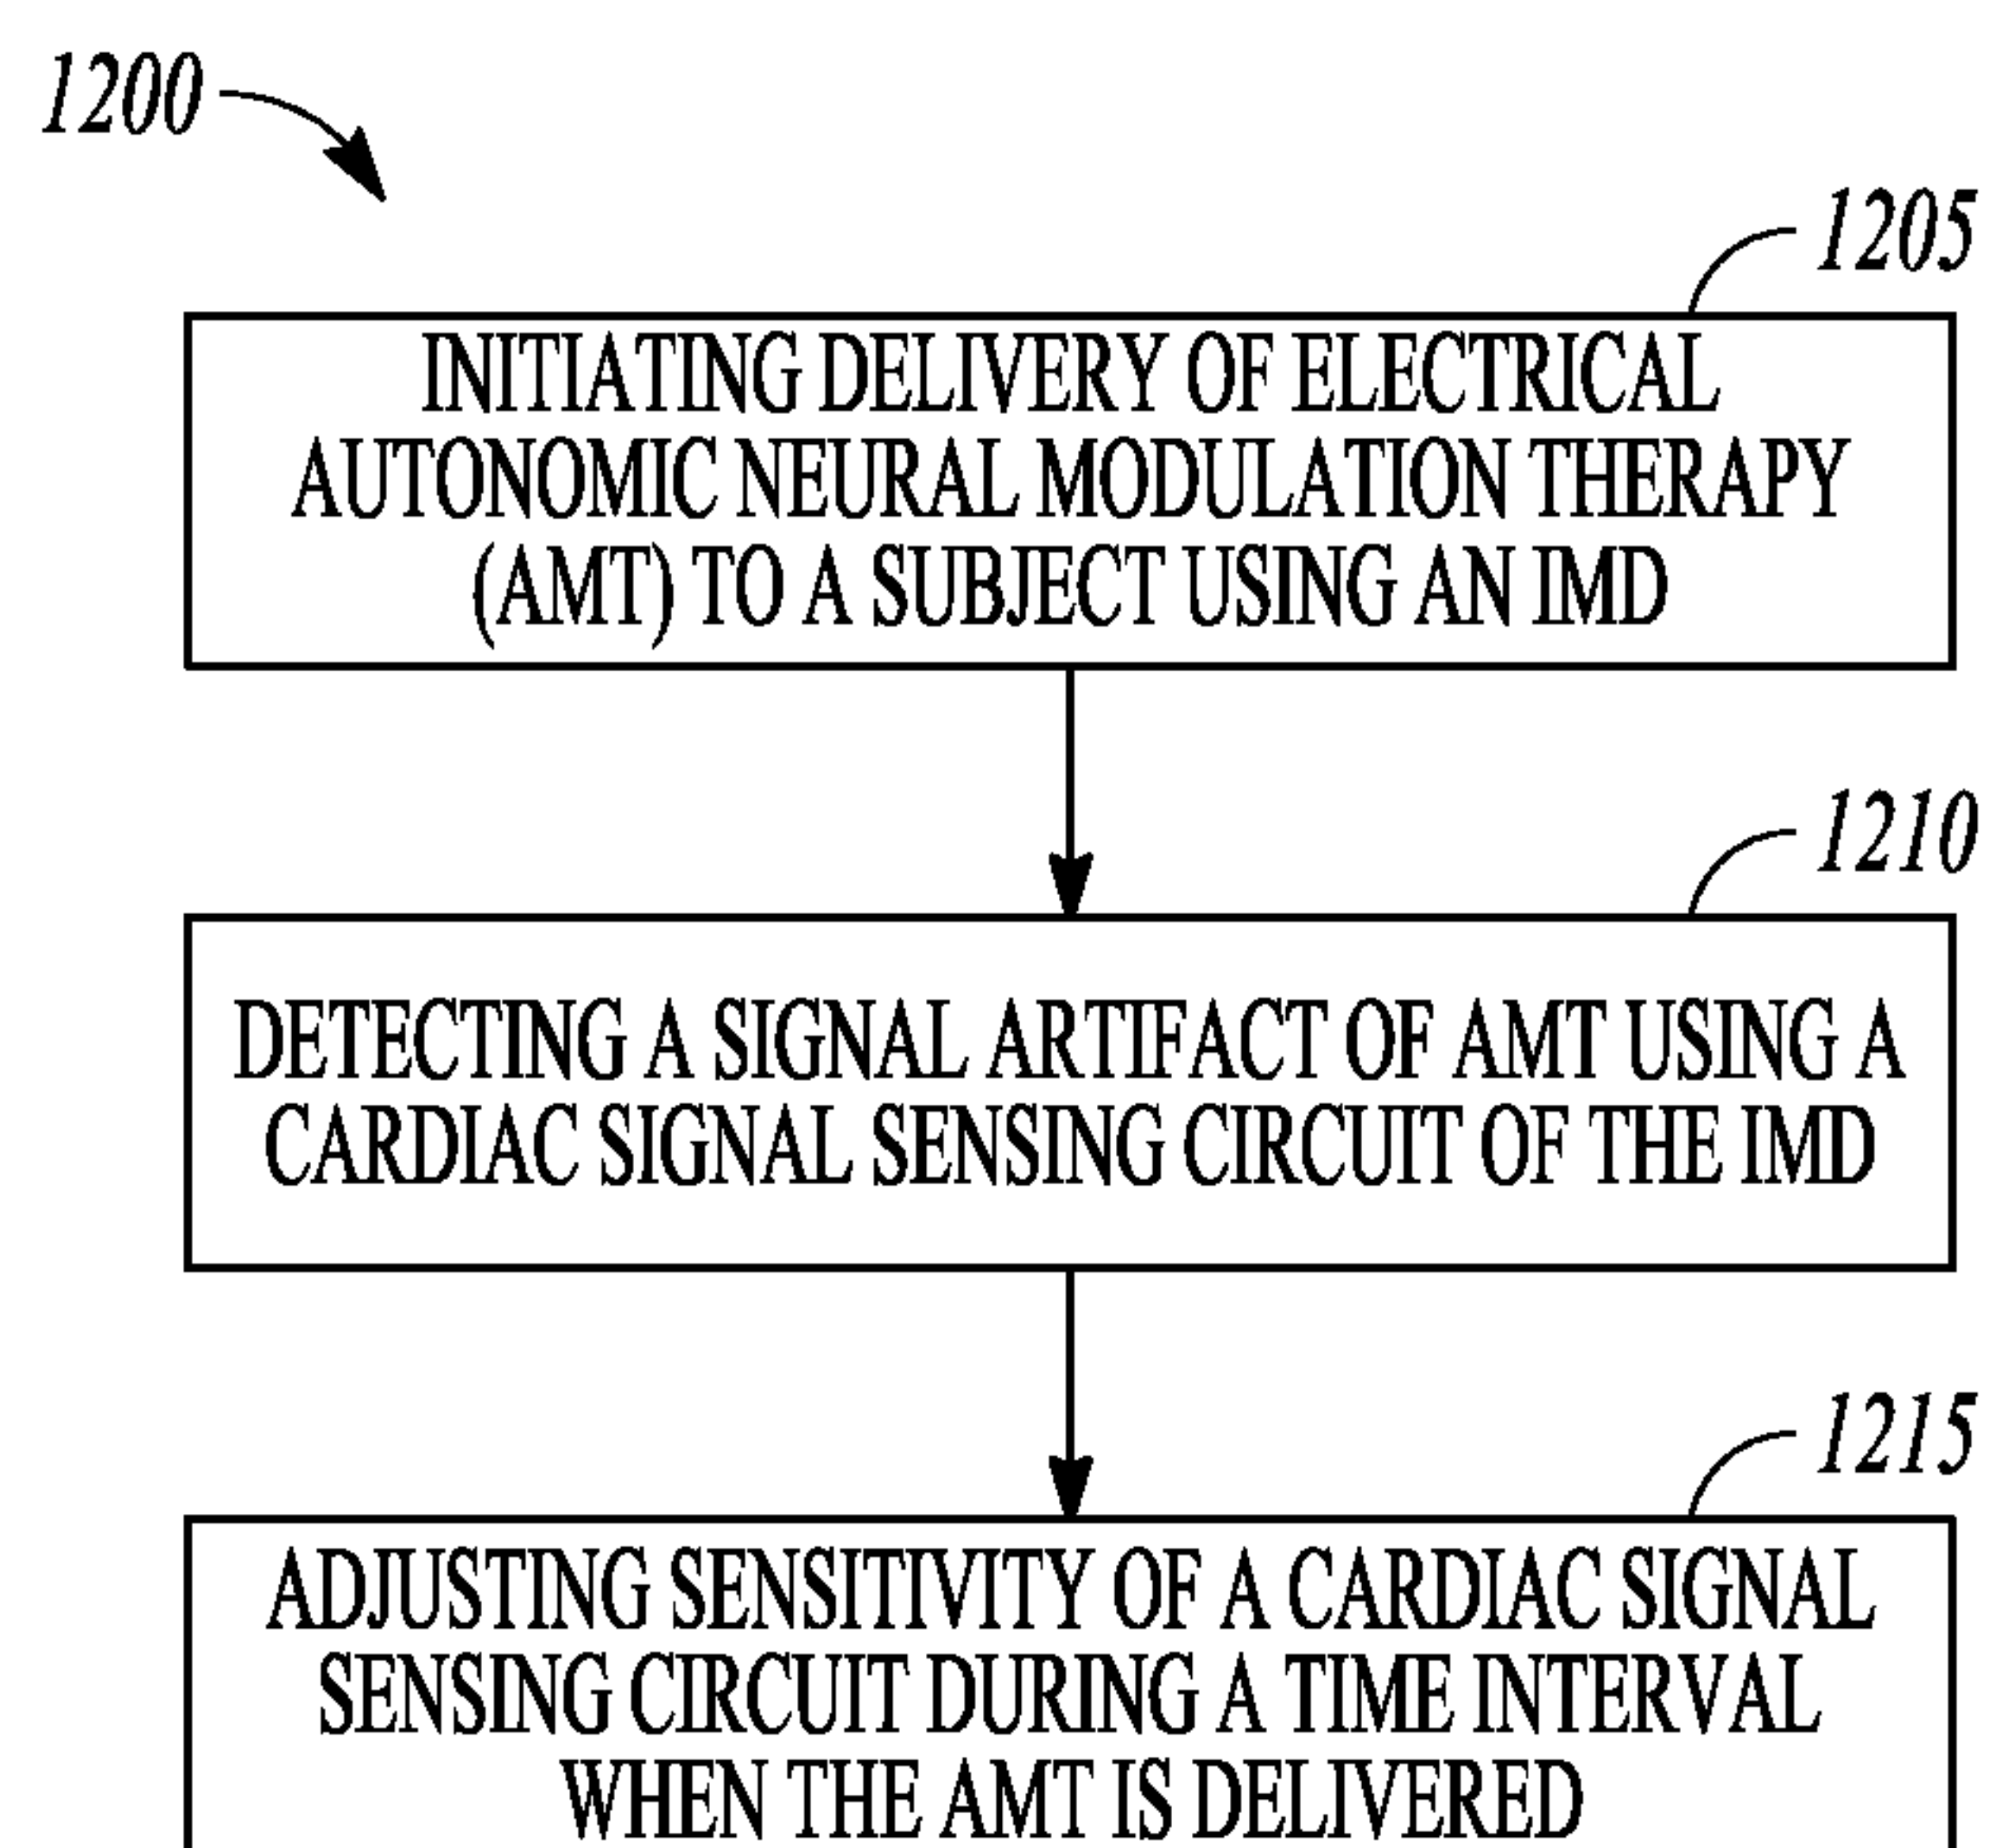 1200
1205
INITIATING DELIVERY OF ELECTRICAL
AUTONOMIC NEURAL MODULATION THERAPY
(AMT) TO A SUBJECT USING AN IMD
1210
DETECTING A SIGNAL ARTIFACT OF AMT USING A
CARDIAC SIGNAL SENSING CIRCUIT OF THE IMD
1215
ADJUSTING SENSITIVITY OF A CARDIAC SIGNAL
SENSING CIRCUIT DURING A TIME INTERVAL
WHEN THE AMT IS DELIVERED